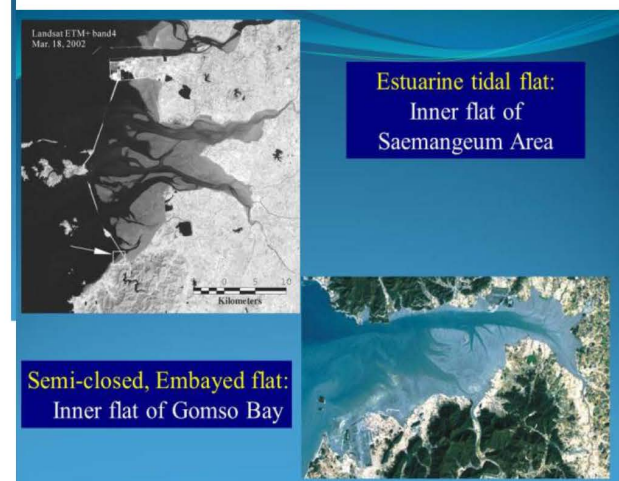 Landsat ETM+ band4
Mar. 18, 2002
Estuarine tidal flat:
Inner flat of
Saemangeum Area
5 10
Kilometers
Semi-closed, Embayed flat:
Inner flat of Gomso Bay